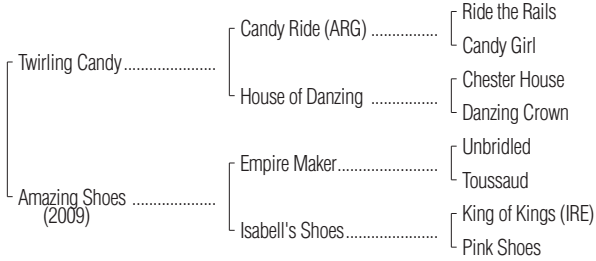 Ride the Rails
Candy Ride (ARG) ................
Candy Girl
Twirling Candy ......................
Chester House
House of Danzing ................
Danzing Crown
Unbridled
Empire Maker ........................
Toussaud
Amazing Shoes ....................
(2009)
King of Kings (IRE)
Isabell's Shoes ......................
Pink Shoes